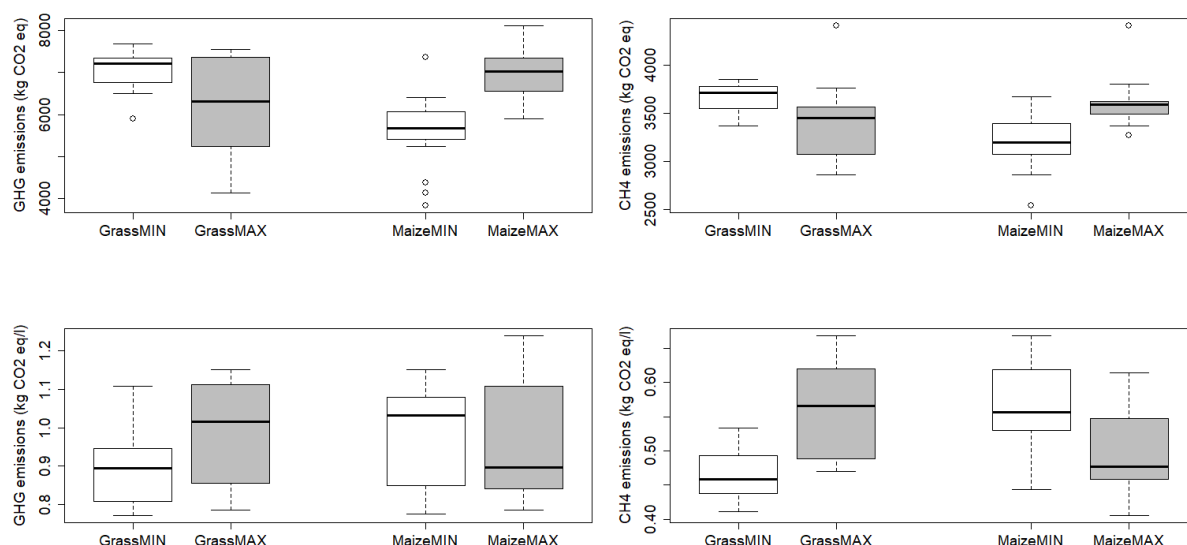 GHG emissions (kg CO2 eq)
8000
6000
4000
GrassMIN GrassMAX MaizeMIN MaizeMAX
CH4 emissions (kg CO2 eq)
4000
3500
3000
2500
GrassMIN GrassMAX MaizeMIN MaizeMAX
GHG emissions (kg CO2 eq/l)
1.2
1.1
1.0
0.9
0.8
GrassMIN GrassMAX MaizeMIN MaizeMAX
CH4 emissions (kg CO2 eq/l)
0.60
0.50
0.40
GrassMIN GrassMAX MaizeMIN MaizeMAX